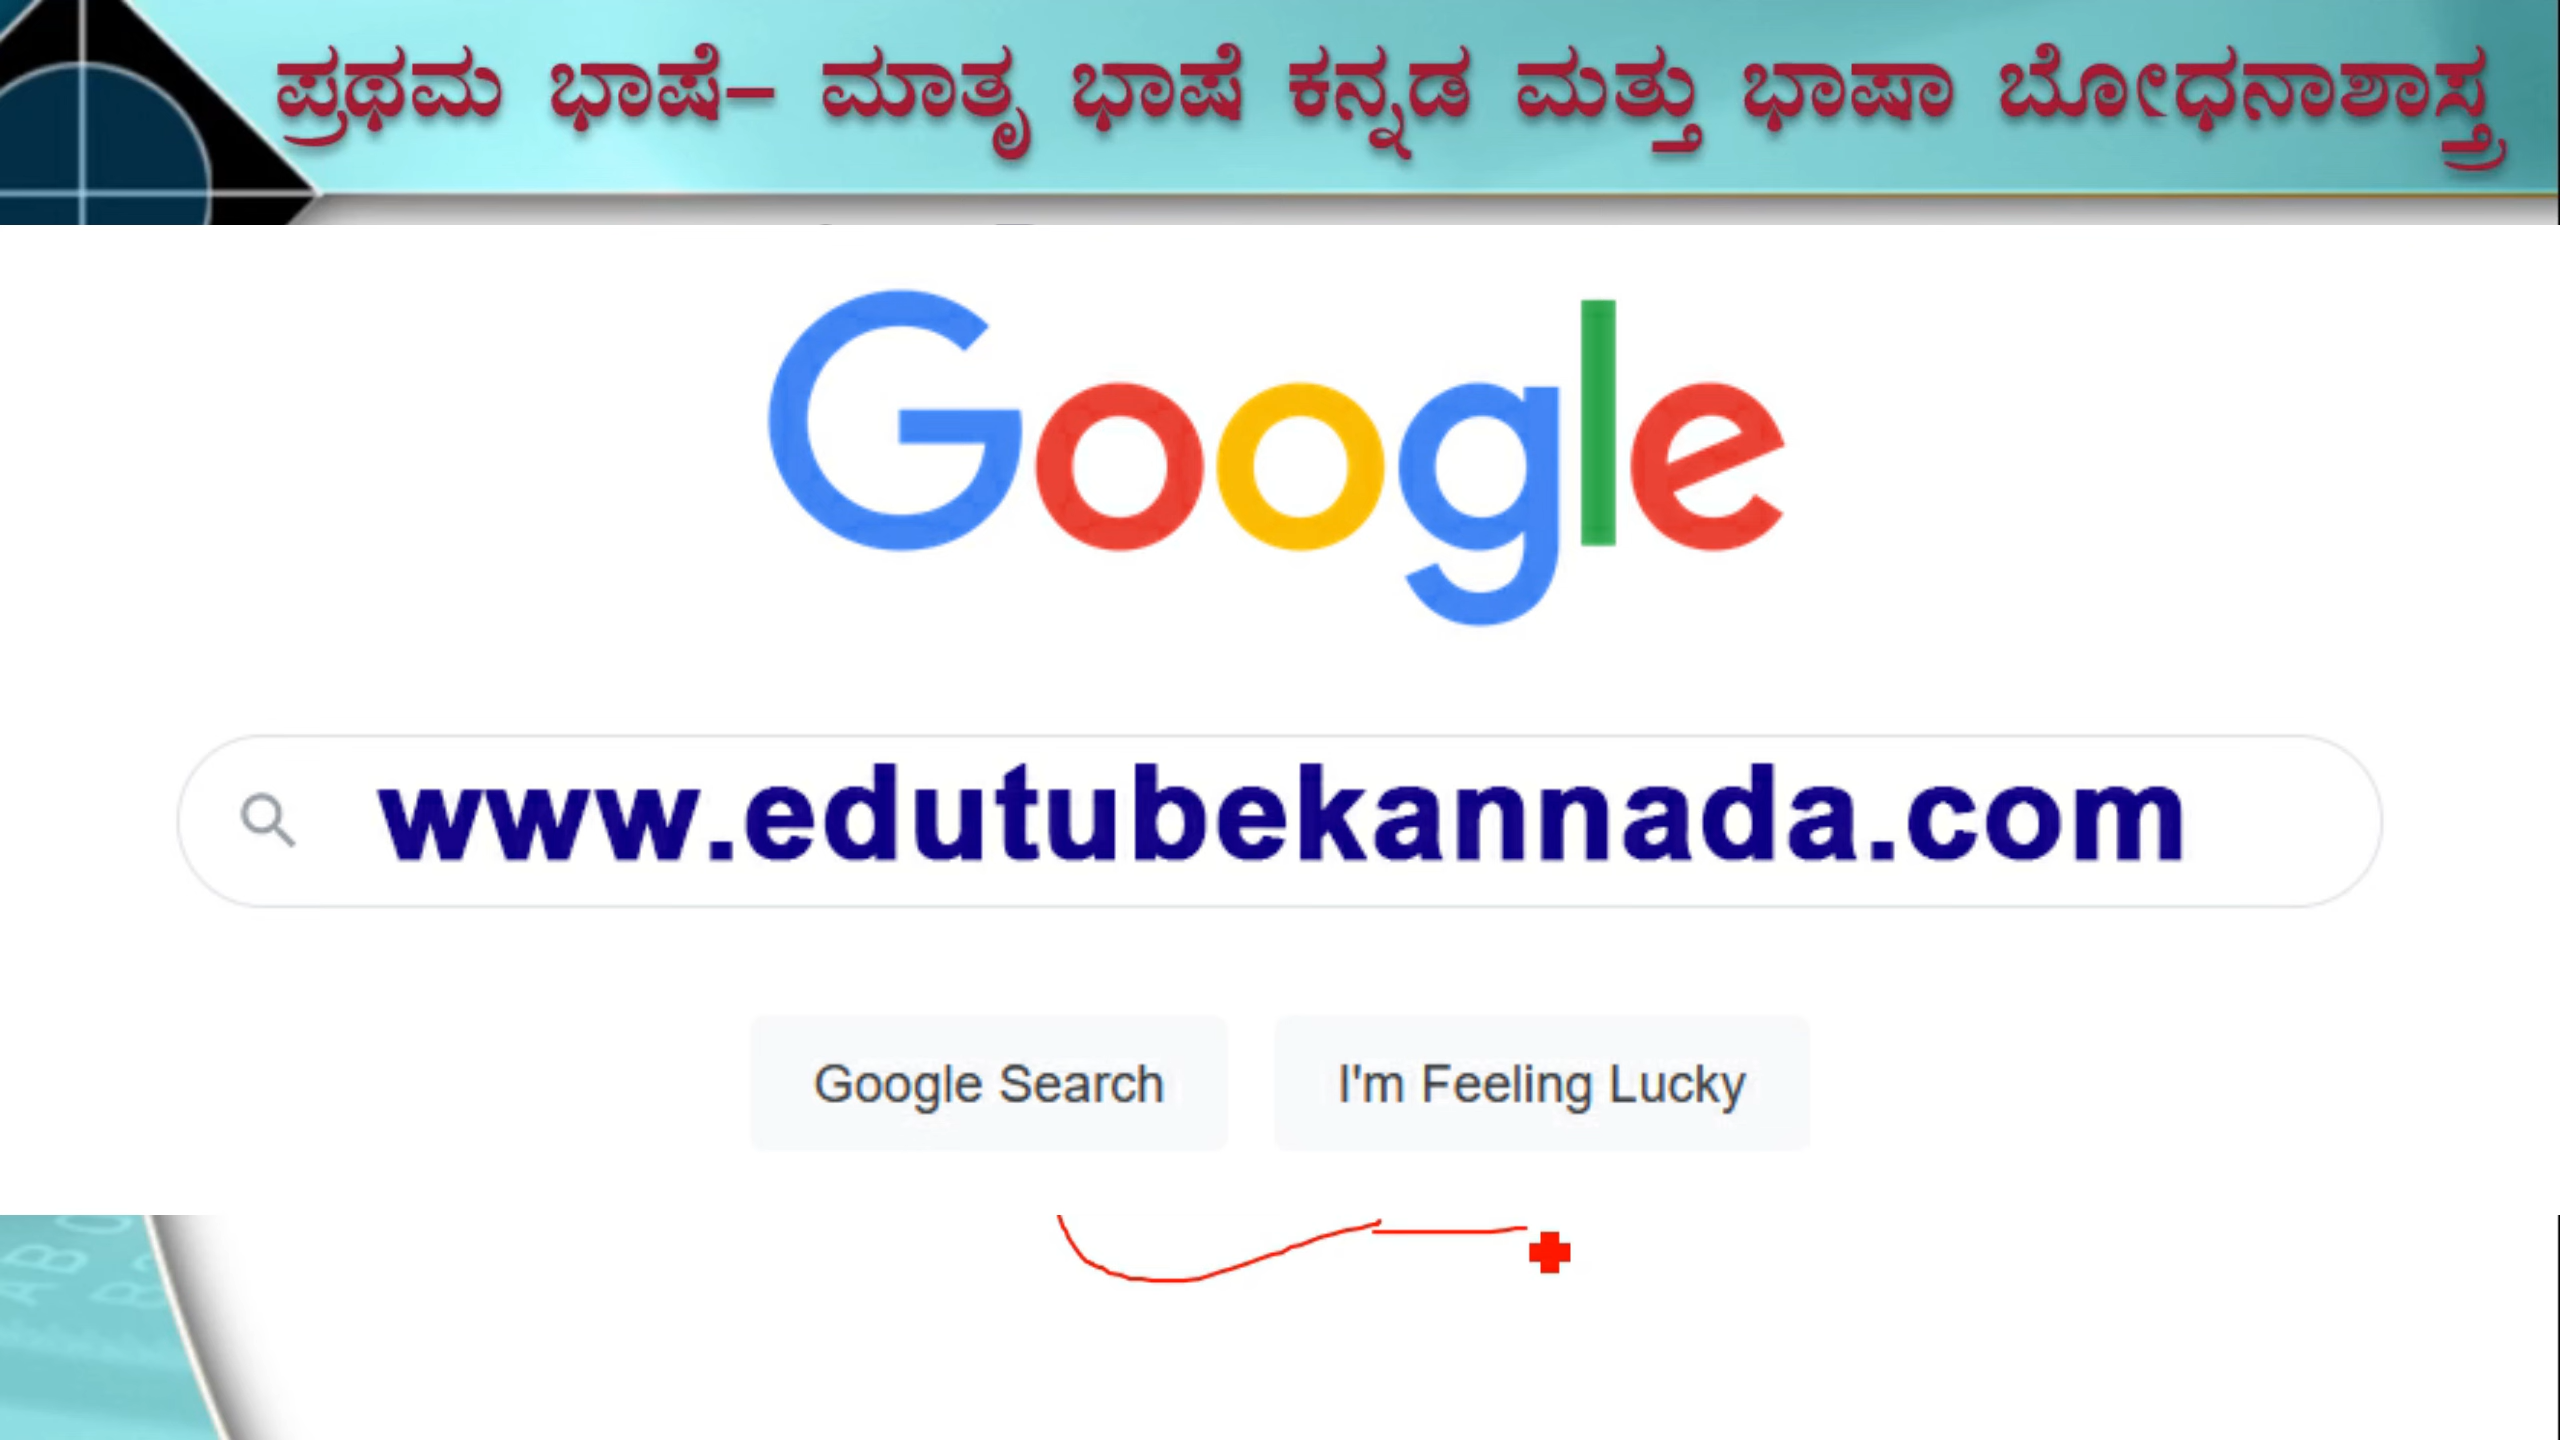 ಪ್ರಥಮ ಭಾಷೆ– ಮಾತೃ ಭಾಷೆ ಕನ್ನಡ ಮತ್ತು ಭಾಷಾ ಬೋಧನಾಶಾಸ್ತ್ರ
Google
www.edutubekannada.com
Google Search I'm Feeling Lucky